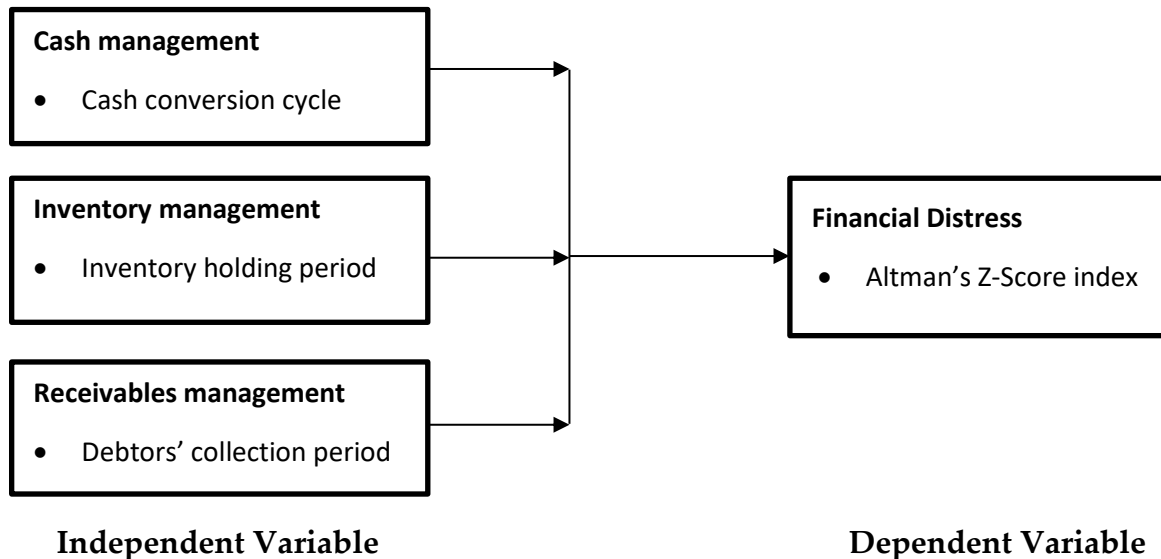 Cash management
• Cash conversion cycle
Inventory management
• Inventory holding period
Receivables management
• Debtors’ collection period
Financial Distress
• Altman’s Z-Score index
Independent Variable
Dependent Variable